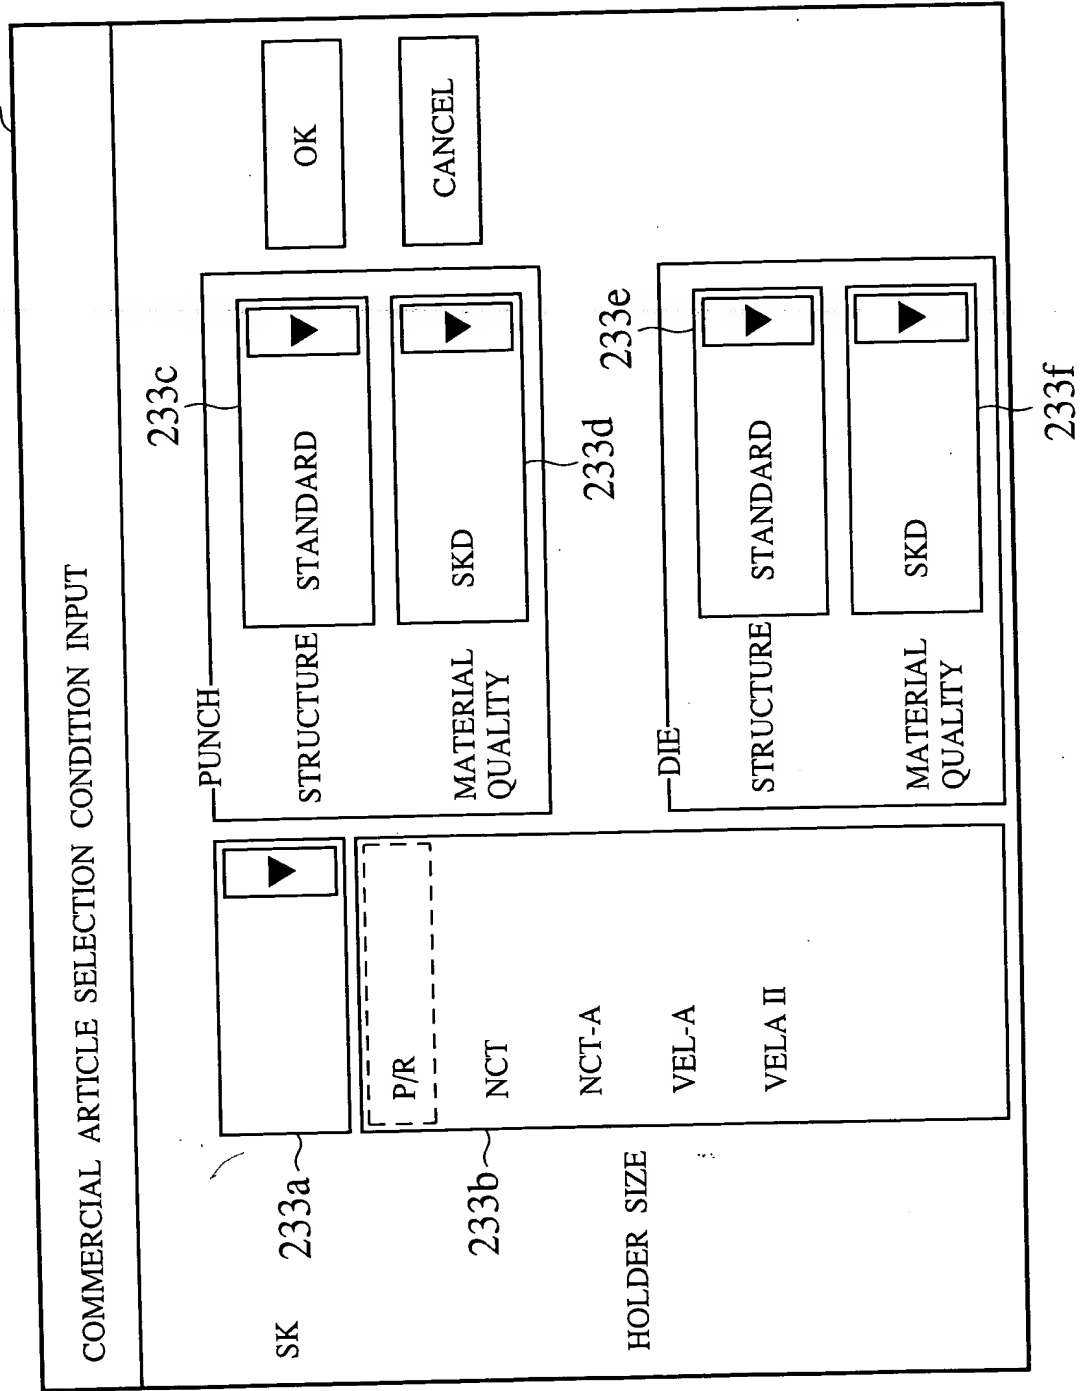 COMMERCIAL ARTICLE SELECTION CONDITION INPUT
SK
233a
233b
P/R
NCT
NCT-A
VEL-A
VELA II
HOLDER SIZE
PUNCH
233c
STRUCTURE
STANDARD
MATERIAL
QUALITY
SKD
233d
DIE
233e
STRUCTURE
STANDARD
MATERIAL
QUALITY
SKD
233f
OK
CANCEL